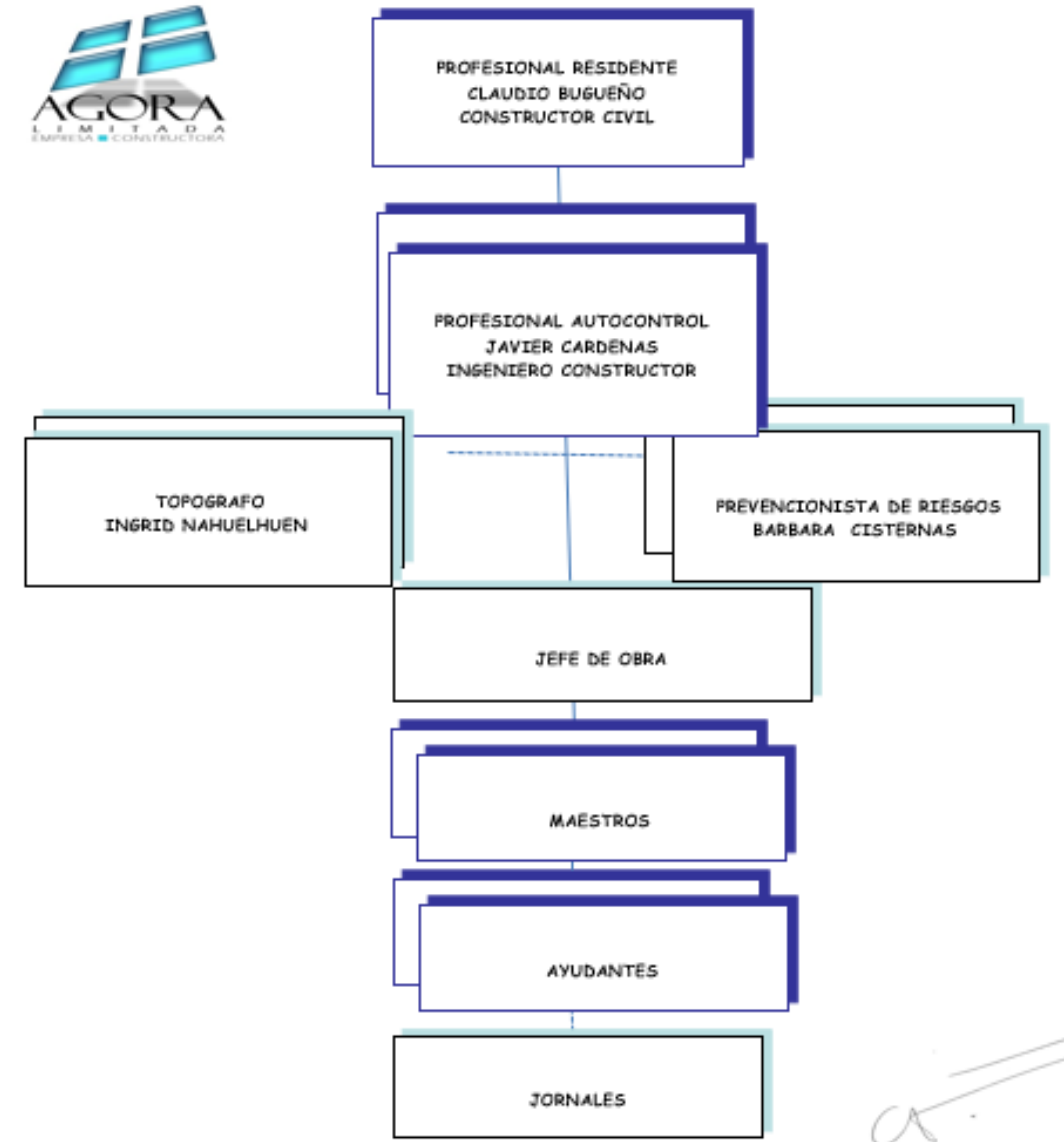 AGORA
LIMITADA
EMPRESA CONSTRUCTORA
PROFESIONAL RESIDENTE
CLAUDIO BUGUEÑO
CONSTRUCTOR CIVIL
PROFESIONAL AUTOCONTROL
JAVIER CARDENAS
INGENIERO CONSTRUCTOR
TOPOGRAFO
INGRID NAHUELHUEN
PREVENCIONISTA DE RIESGOS
BARBARA CISTERNAS
JEFE DE OBRA
MAESTROS
AYUDANTES
JORNALES